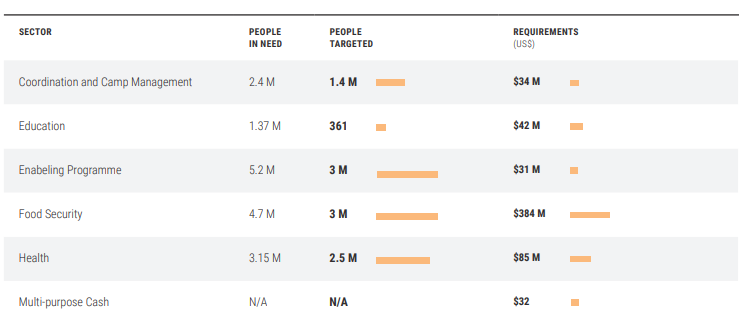 SECTOR PEOPLE IN NEED PEOPLE TARGETED REQUIREMENTS (US$)
Coordination and Camp Management 2.4 M 1.4 M $34 M
Education 1.37 M 361 $42 M
Enabeling Programme 5.2 M 3 M $31 M
Food Security 4.7 M 3 M $384 M
Health 3.15 M 2.5 M $85 M
Multi-purpose Cash N/A N/A $32